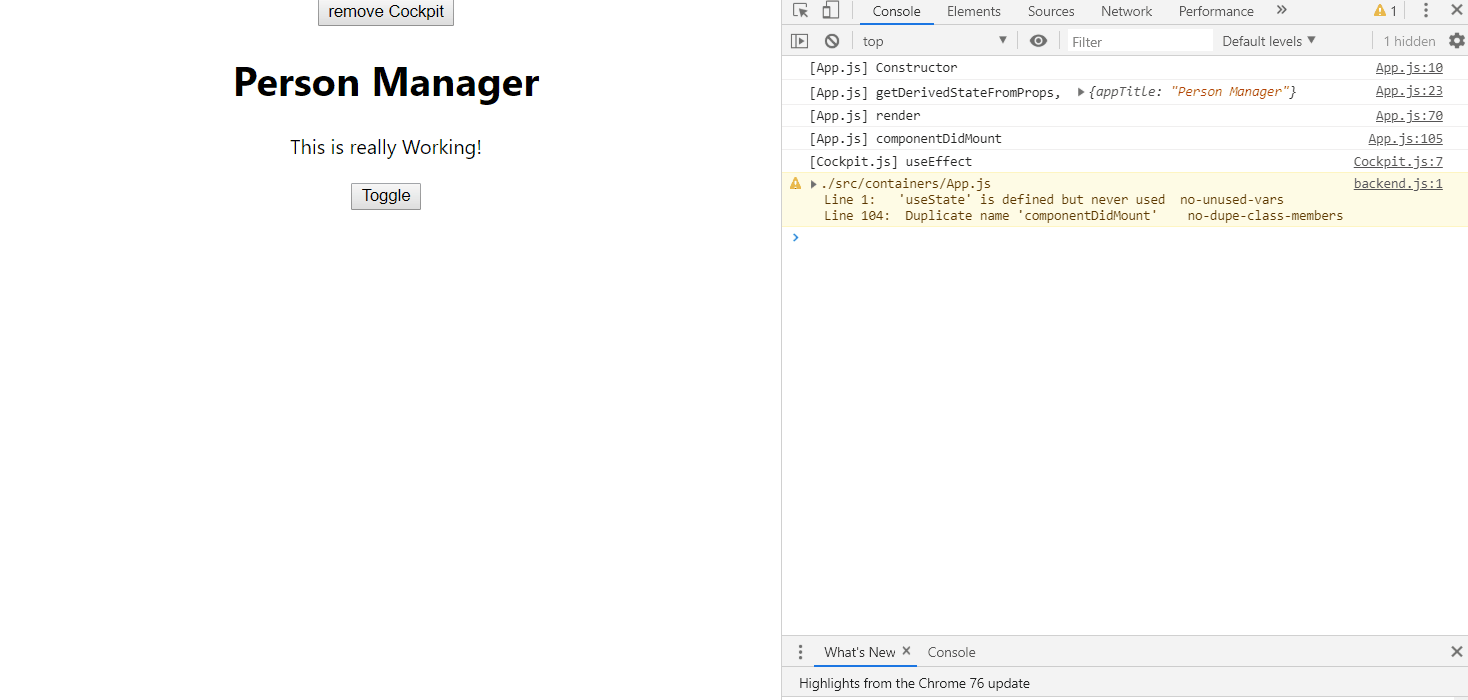 remove Cockpit
Person Manager
This is really Working!
Toggle
Console Elements Sources Network Performance » 1
top Filter Default levels 1 hidden
[App.js] Constructor App.js:10
[App.js] getDerivedStateFromProps, {appTitle: "Person Manager"} App.js:23
[App.js] render App.js:70
[App.js] componentDidMount App.js:105
[Cockpit.js] useEffect Cockpit.js:7
./src/containers/App.js backend.js:1
Line 1: 'useState' is defined but never used no-unused-vars
Line 104: Duplicate name 'componentDidMount' no-dupe-class-members
What's New Console
Highlights from the Chrome 76 update